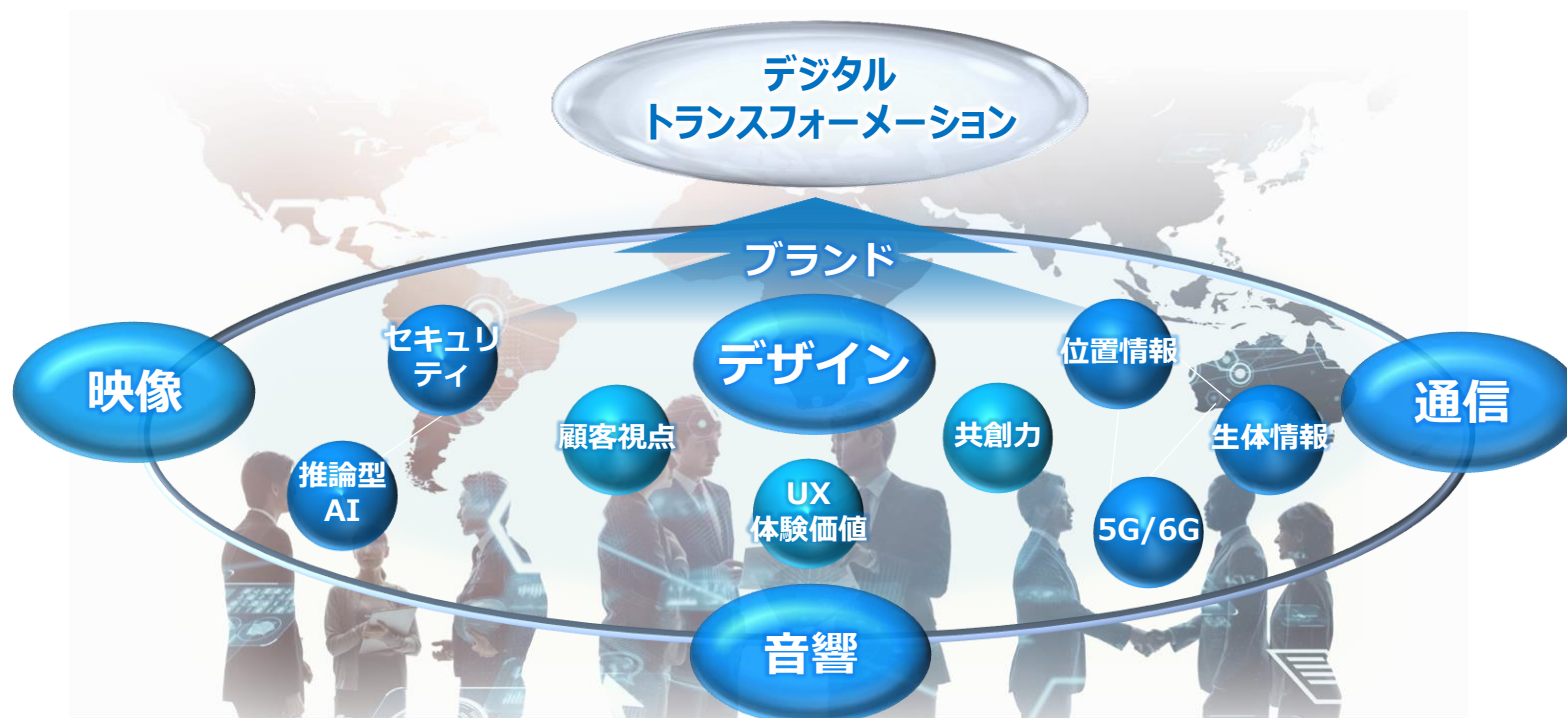 デジタル
トランスフォーメーション
ブランド
セキュリ
ティ
デザイン
位置情報
映像
通信
顧客視点
共創力
生体情報
推論型
AI
UX
体験価値
5G/6G
音響